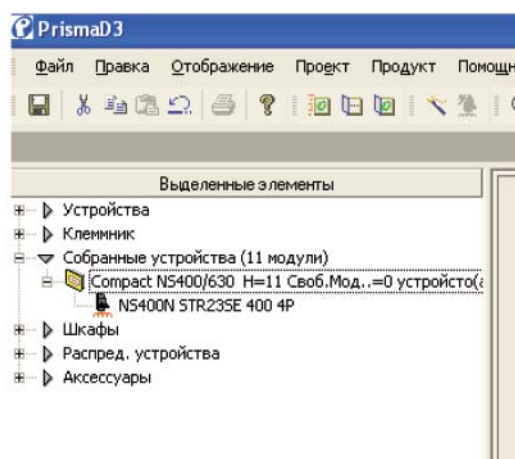 PrismaD3
Файл Правка Отображение Проект Продукт Помощн
Выделенные элементы
Устройства
Клеммник
Собранные устройства (11 модули)
Compact NS400/630 H=11 Своб.Мод..=0 устройсто(а
NS400N STR23SE 400 4P
Шкафы
Распред. устройства
Аксессуары